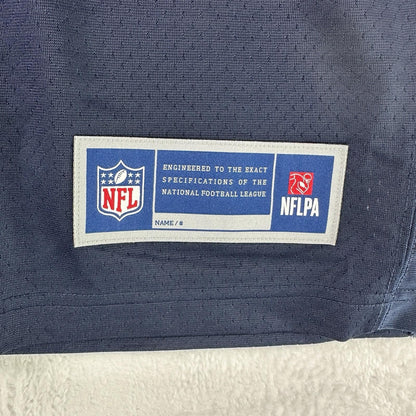 NFL
ENGINEERED TO THE EXACT
SPECIFICATIONS OF THE
NATIONAL FOOTBALL LEAGUE
NAME / #
NFLPA